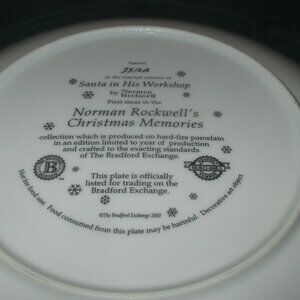 Plate No.
in the limited edition of
Santa in His Workshop
by Norman
Rockwell
First issue in the
Norman Rockwell's
Christmas Memories
collection which is produced on hard-fire porcelain
in an edition limited to year of production
and crafted to the exacting standards
of The Bradford Exchange.
B
This plate is officially
listed for trading on the
Bradford Exchange.
©The Bradford Exchange 2000
Not for food use. Food consumed from this plate may be harmful. Decorative art object.